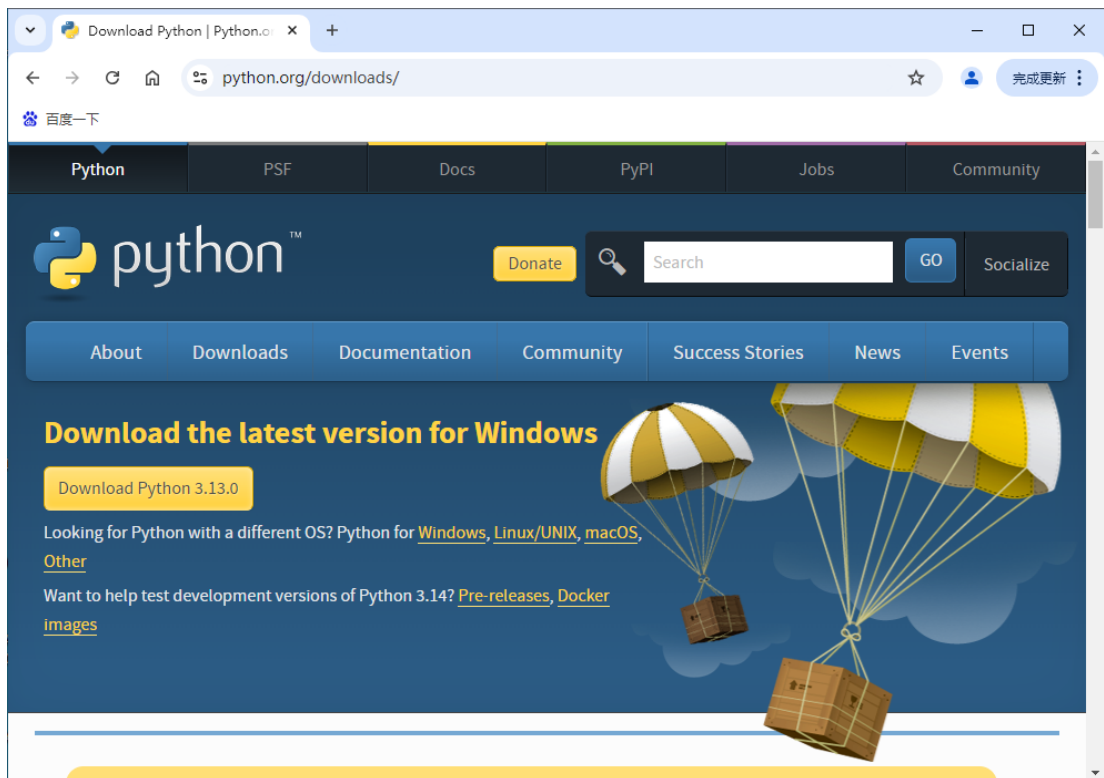 Download Python | Python.o
python.org/downloads/
完成更新
百度一下
Python PSF Docs PyPI Jobs Community
python™
Donate Search GO Socialize
About Downloads Documentation Community Success Stories News Events
Download the latest version for Windows
Download Python 3.13.0
Looking for Python with a different OS? Python for Windows, Linux/UNIX, macOS,
Other
Want to help test development versions of Python 3.14? Pre-releases, Docker
images